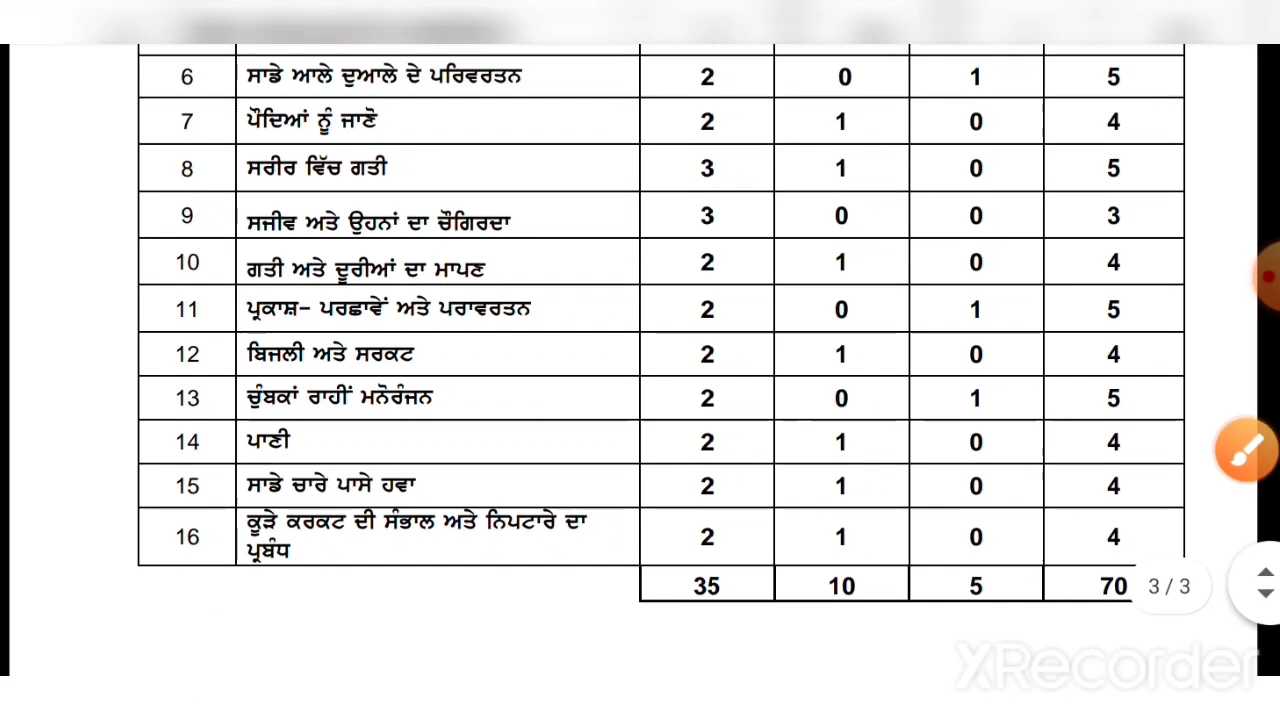 6 ਸਾਡੇ ਆਲੇ ਦੁਆਲੇ ਦੇ ਪਰਿਵਰਤਨ 2 0 1 5
7 ਪੌਦਿਆਂ ਨੂੰ ਜਾਣੋ 2 1 0 4
8 ਸਰੀਰ ਵਿੱਚ ਗਤੀ 3 1 0 5
9 ਸਜੀਵ ਅਤੇ ਉਹਨਾਂ ਦਾ ਚੌਗਿਰਦਾ 3 0 0 3
10 ਗਤੀ ਅਤੇ ਦੂਰੀਆਂ ਦਾ ਮਾਪਣ 2 1 0 4
11 ਪ੍ਰਕਾਸ਼- ਪਰਛਾਵੇਂ ਅਤੇ ਪਰਾਵਰਤਨ 2 0 1 5
12 ਬਿਜਲੀ ਅਤੇ ਸਰਕਟ 2 1 0 4
13 ਚੁੰਬਕਾਂ ਰਾਹੀਂ ਮਨੋਰੰਜਨ 2 0 1 5
14 ਪਾਣੀ 2 1 0 4
15 ਸਾਡੇ ਚਾਰੇ ਪਾਸੇ ਹਵਾ 2 1 0 4
16 ਕੂੜੇ ਕਰਕਟ ਦੀ ਸੰਭਾਲ ਅਤੇ ਨਿਪਟਾਰੇ ਦਾ 2 1 0 4
ਪ੍ਰਬੰਧ
35 10 5 70
3 / 3
XRecorder